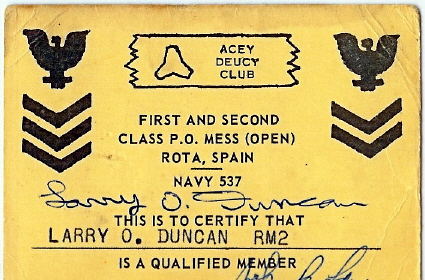 ACEY
DEUCY
CLUB
FIRST AND SECOND
CLASS P.O. MESS (OPEN)
ROTA, SPAIN
NAVY 537
Larry O. Duncan
THIS IS TO CERTIFY THAT
LARRY O. DUNCAN RM2
IS A QUALIFIED MEMBER